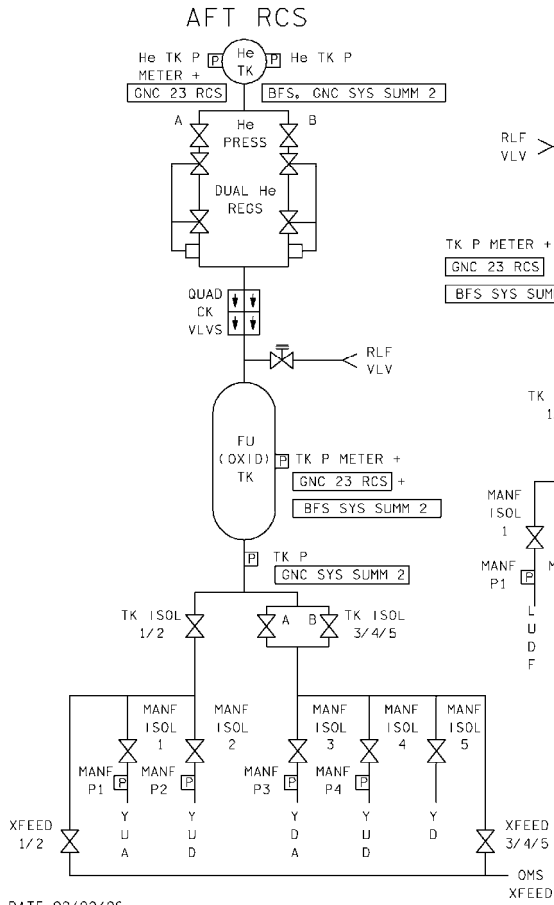 AFT RCS
He TK P
METER +
GNC 23 RCS
P
He
TK
P
He TK P
BFS, GNC SYS SUMM 2
A
He
PRESS
B
DUAL He
REGS
QUAD
CK
VLVS
RLF
VLV
FU
(OXID)
TK
P
TK P METER +
GNC 23 RCS +
BFS SYS SUMM 2
P
TK P
GNC SYS SUMM 2
TK ISOL
1/2
A
B
TK ISOL
3/4/5
MANF
ISOL
1
MANF
ISOL
2
MANF
ISOL
3
MANF
ISOL
4
MANF
ISOL
5
MANF
P1
P
MANF
P2
P
MANF
P3
P
MANF
P4
P
Y
U
A
Y
U
D
Y
D
A
Y
U
D
Y
D
XFEED
1/2
XFEED
3/4/5
OMS
XFEED
RLF
VLV
TK P METER +
GNC 23 RCS
BFS SYS SUM
TK
1
MANF
ISOL
1
MANF
P1
P
L
U
D
F